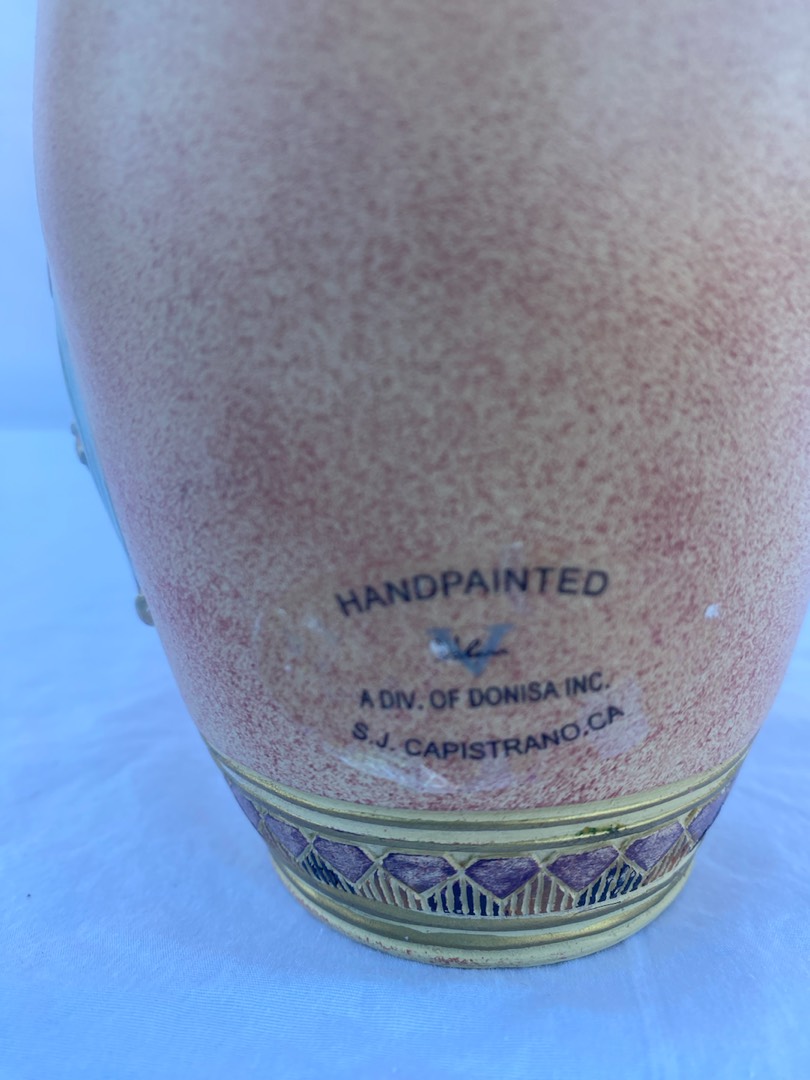 HANDPAINTED
V
A DIV. OF DONISA INC.
S.J. CAPISTRANO,CA